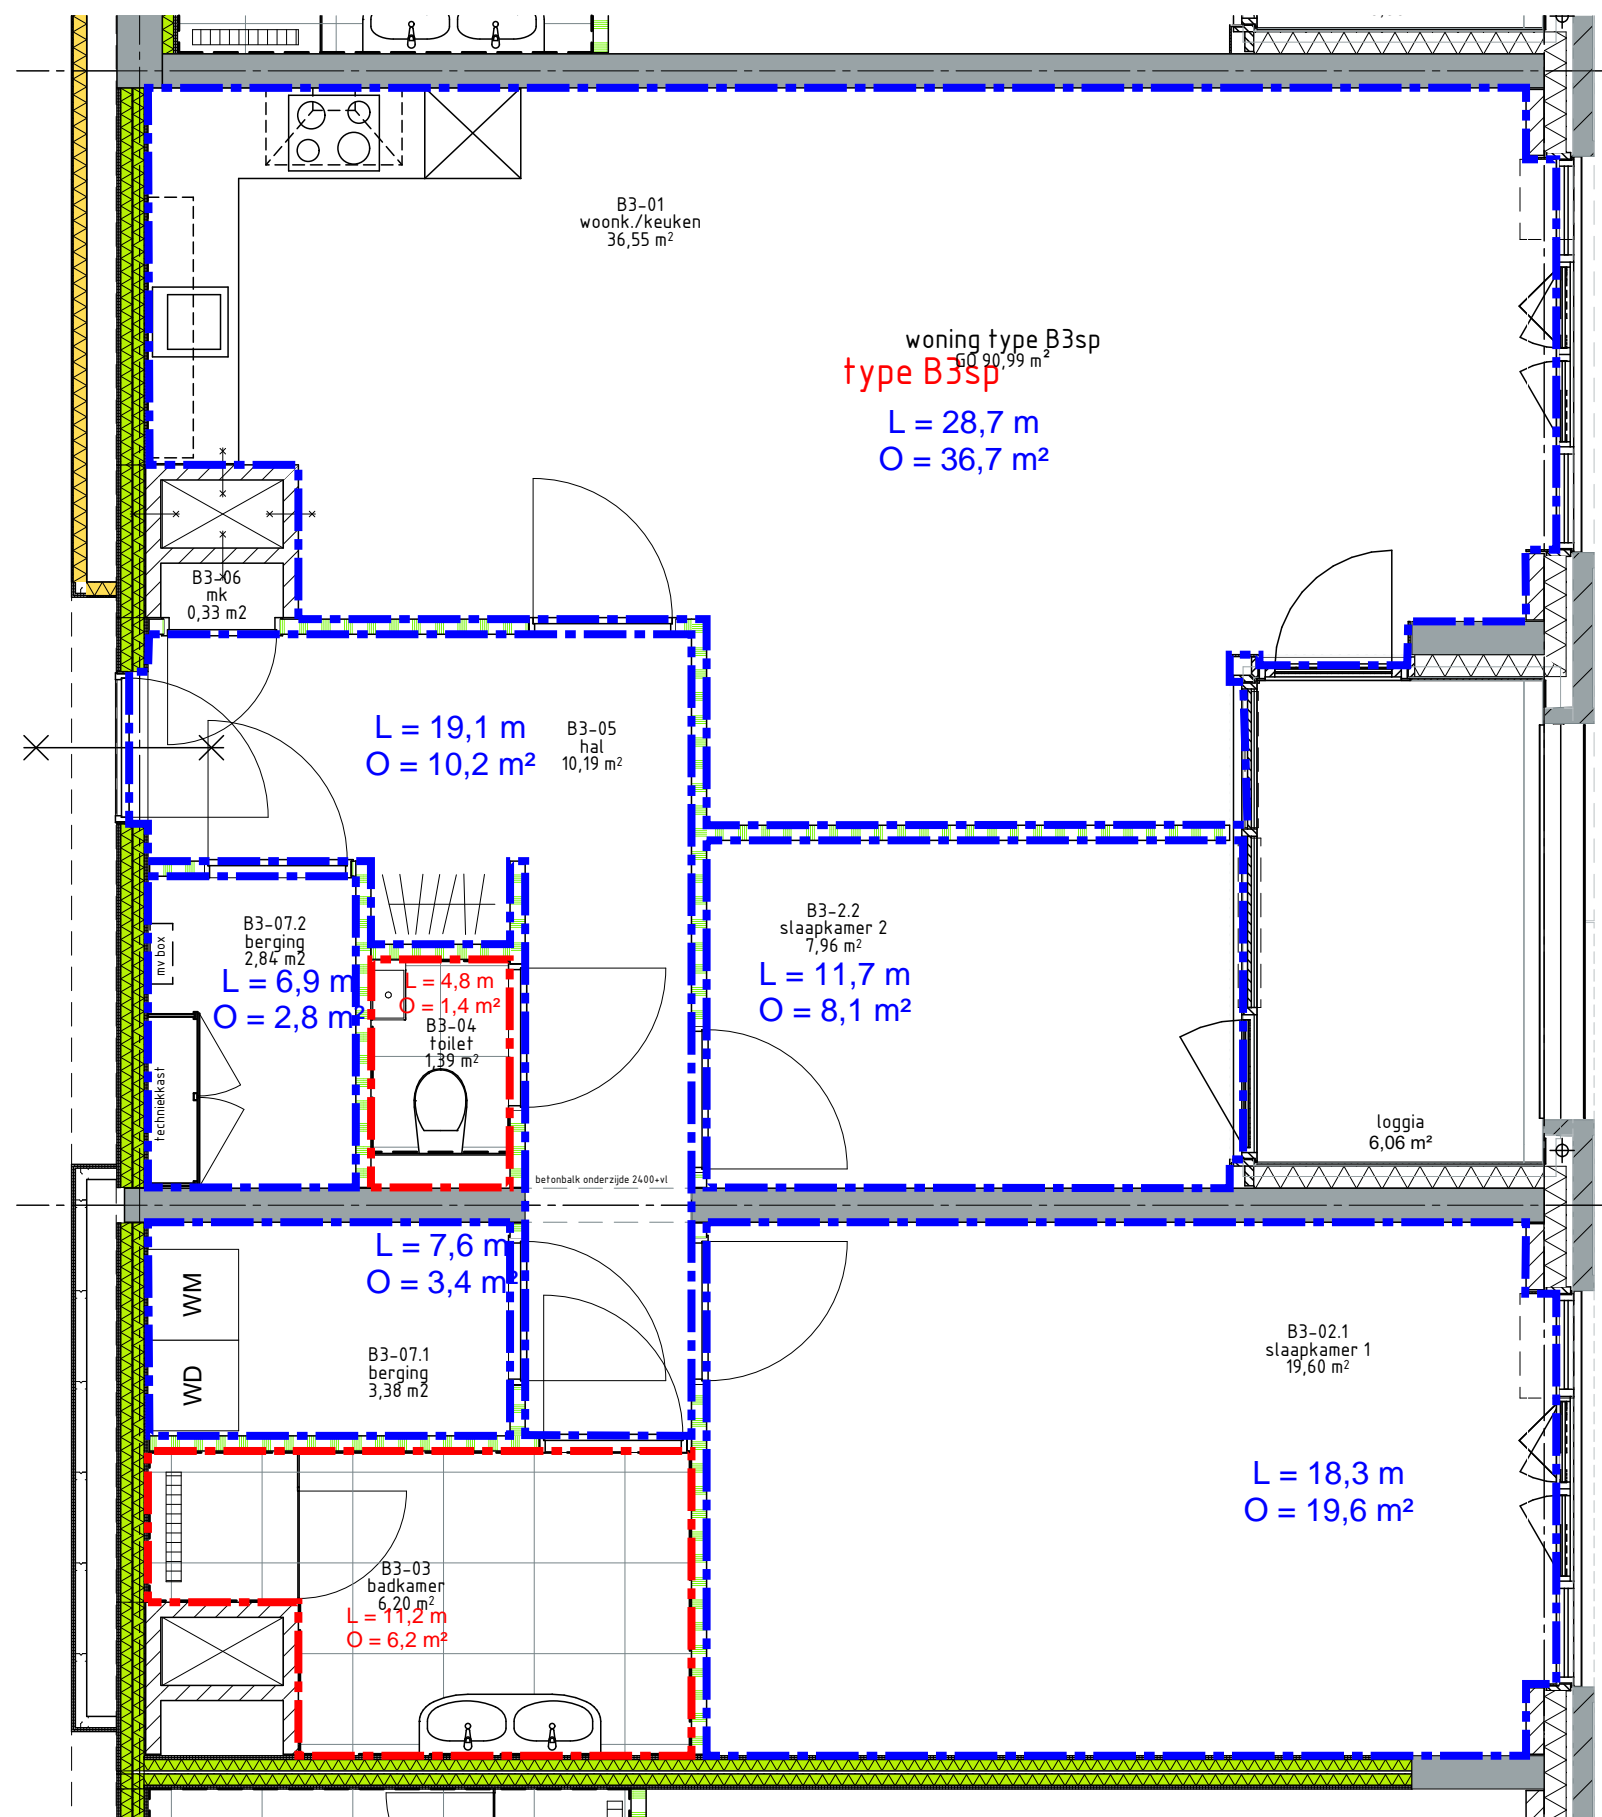 B3-01
woonk./keuken
36,55 m²
woning type B3sp
GO 90,99 m²
type B3sp
L = 28,7 m
O = 36,7 m²
B3-06
mk
0,33 m2
L = 19,1 m
O = 10,2 m²
B3-05
hal
10,19 m²
B3-07.2
berging
2,84 m2
L = 6,9 m
O = 2,8 m²
mv box
techniekkast
L = 4,8 m
O = 1,4 m²
B3-04
toilet
1,39 m²
B3-2.2
slaapkamer 2
7,96 m²
L = 11,7 m
O = 8,1 m²
loggia
6,06 m²
betonbalk onderzijde 2400+vl
L = 7,6 m
O = 3,4 m²
WM
WD
B3-07.1
berging
3,38 m2
B3-02.1
slaapkamer 1
19,60 m²
L = 18,3 m
O = 19,6 m²
B3-03
badkamer
6,20 m²
L = 11,2 m
O = 6,2 m²